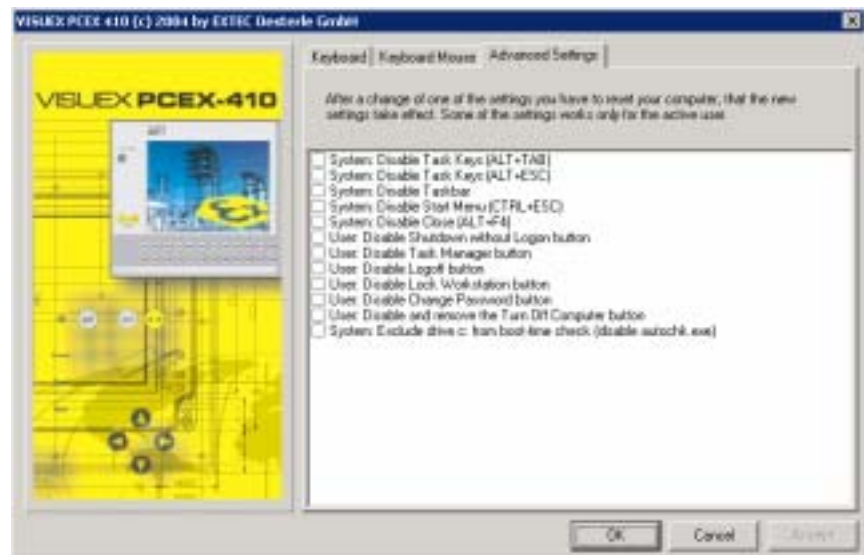 VISUEX PCEX 410 (c) 2004 by EXTEC Oesterle GmbH
VISUEX PCEX-410
Keyboard
Keyboard Mouse
Advanced Settings
After a change of one of the settings you have to reset your computer, that the new
settings take effect. Some of the settings works only for the active user.
System: Disable Task Keys (ALT+TAB)
System: Disable Task Keys (ALT+ESC)
System: Disable Taskbar
System: Disable Start Menu (CTRL+ESC)
System: Disable Close (ALT+F4)
User: Disable Shutdown without Logon button
User: Disable Task Manager button
User: Disable Logoff button
User: Disable Lock Workstation button
User: Disable Change Password button
User: Disable and remove the Turn Off Computer button
System: Exclude drive c: from boot-time check (disable autochk.exe)
OK
Cancel